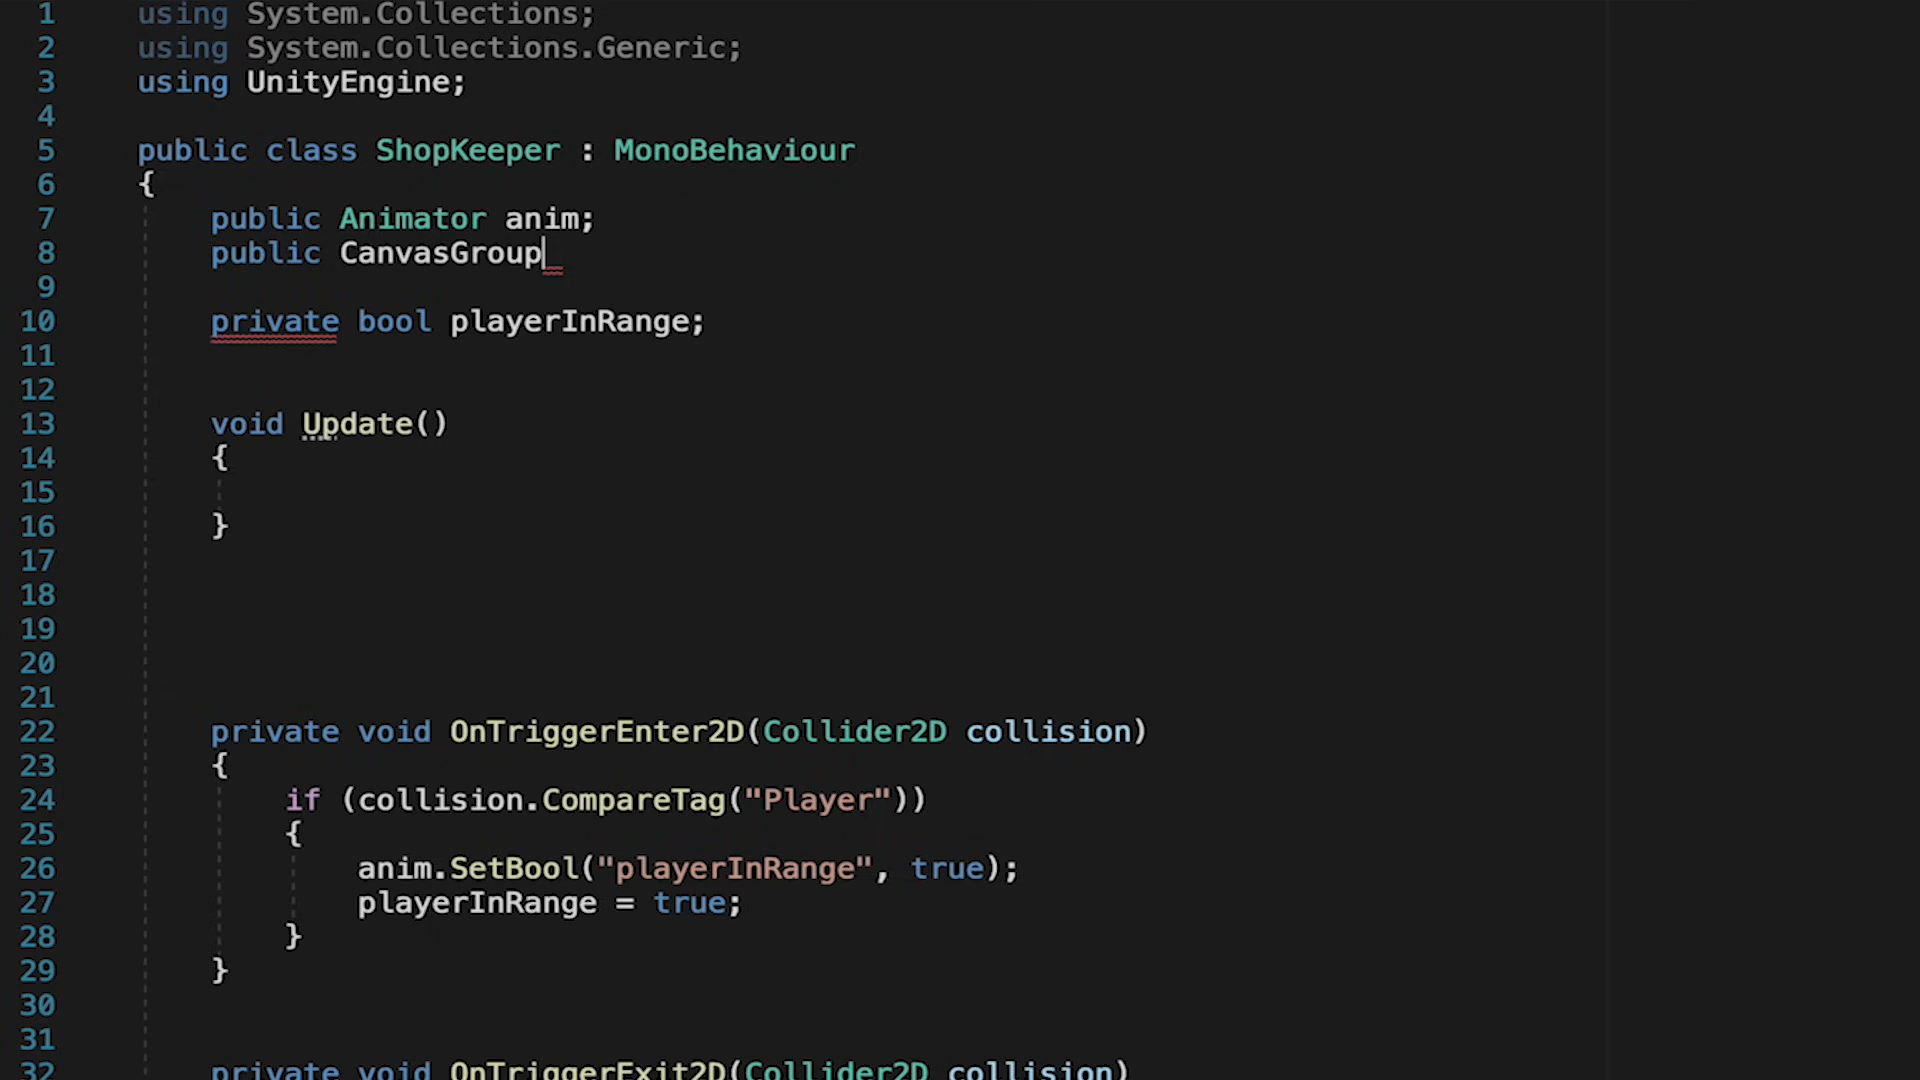 1 using System.Collections;
2 using System.Collections.Generic;
3 using UnityEngine;
4
5 public class ShopKeeper : MonoBehaviour
6 {
7 public Animator anim;
8 public CanvasGroup
9
10 private bool playerInRange;
11
12
13 void Update()
14 {
15
16 }
17
18
19
20
21
22 private void OnTriggerEnter2D(Collider2D collision)
23 {
24 if (collision.CompareTag("Player"))
25 {
26 anim.SetBool("playerInRange", true);
27 playerInRange = true;
28 }
29 }
30
31
32 private void OnTriggerExit2D(Collider2D collision)